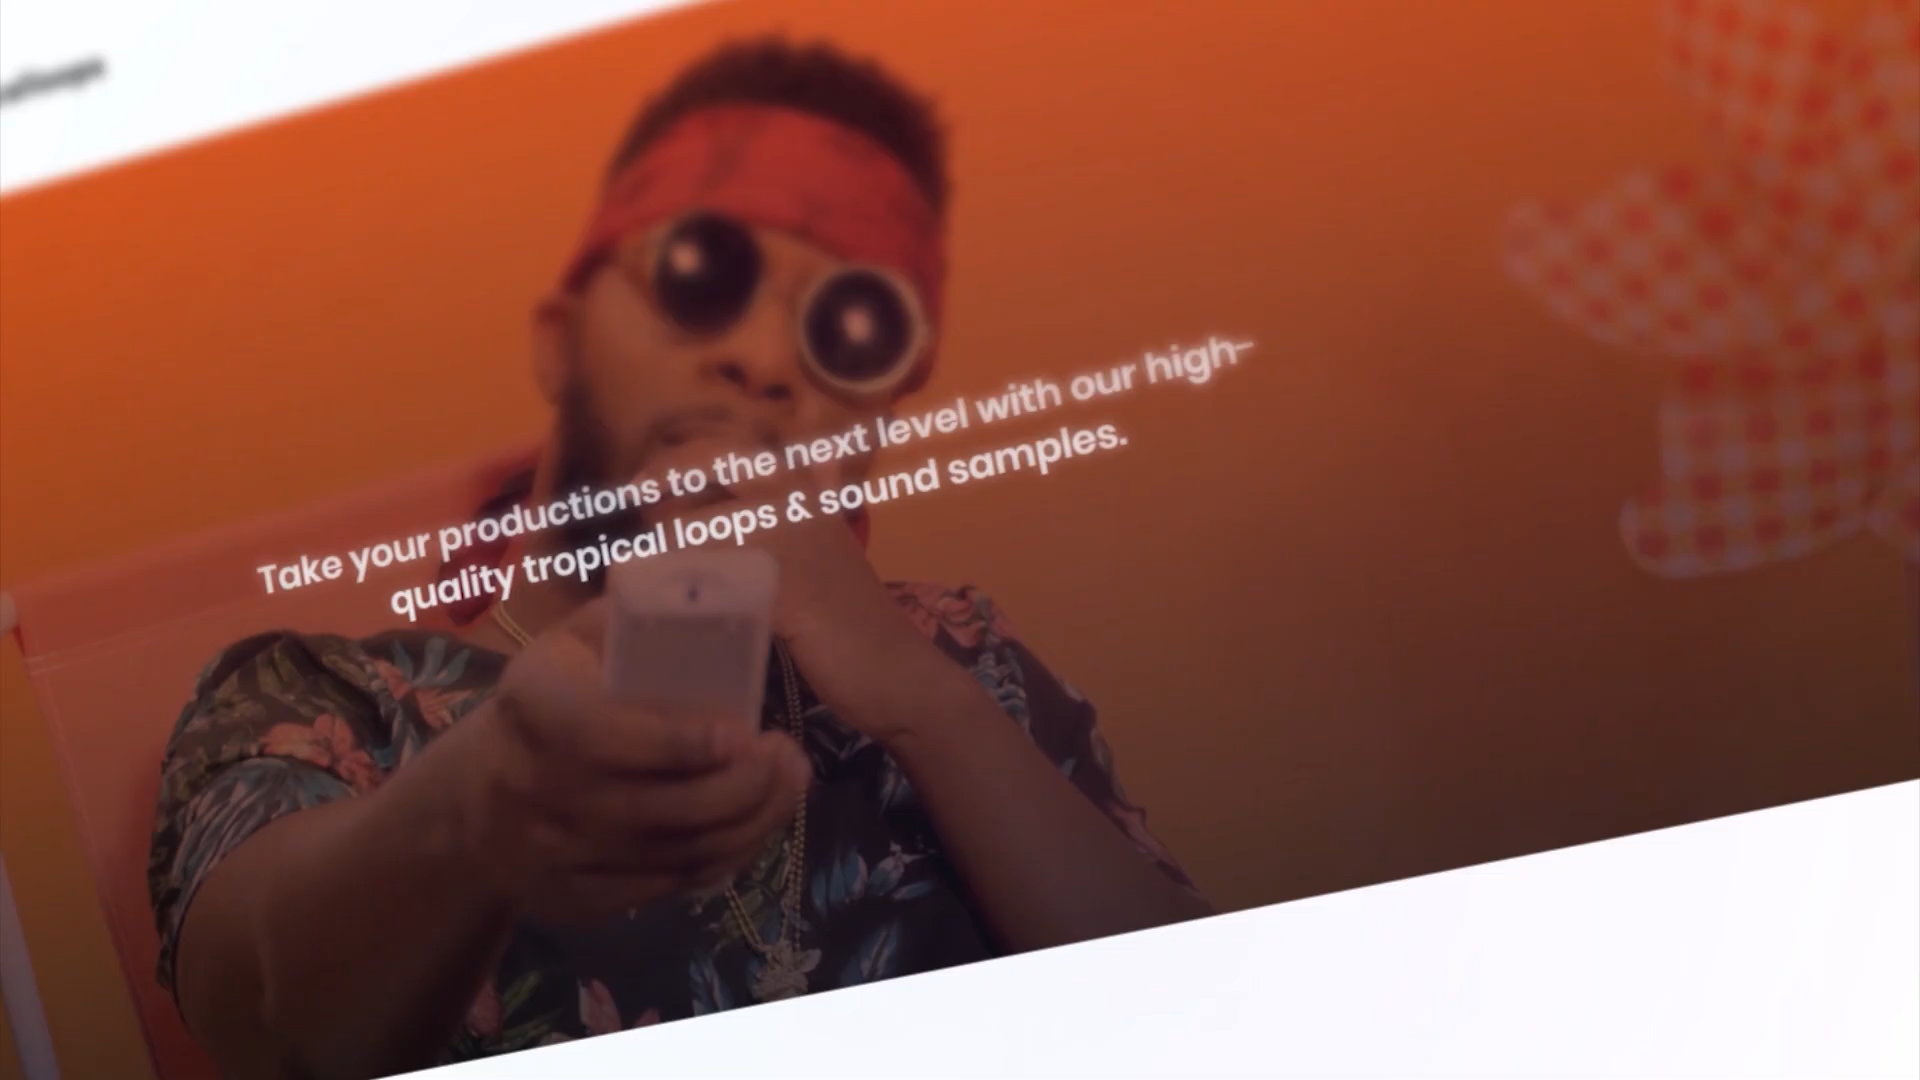 Take your productions to the next level with our high-
quality tropical loops & sound samples.